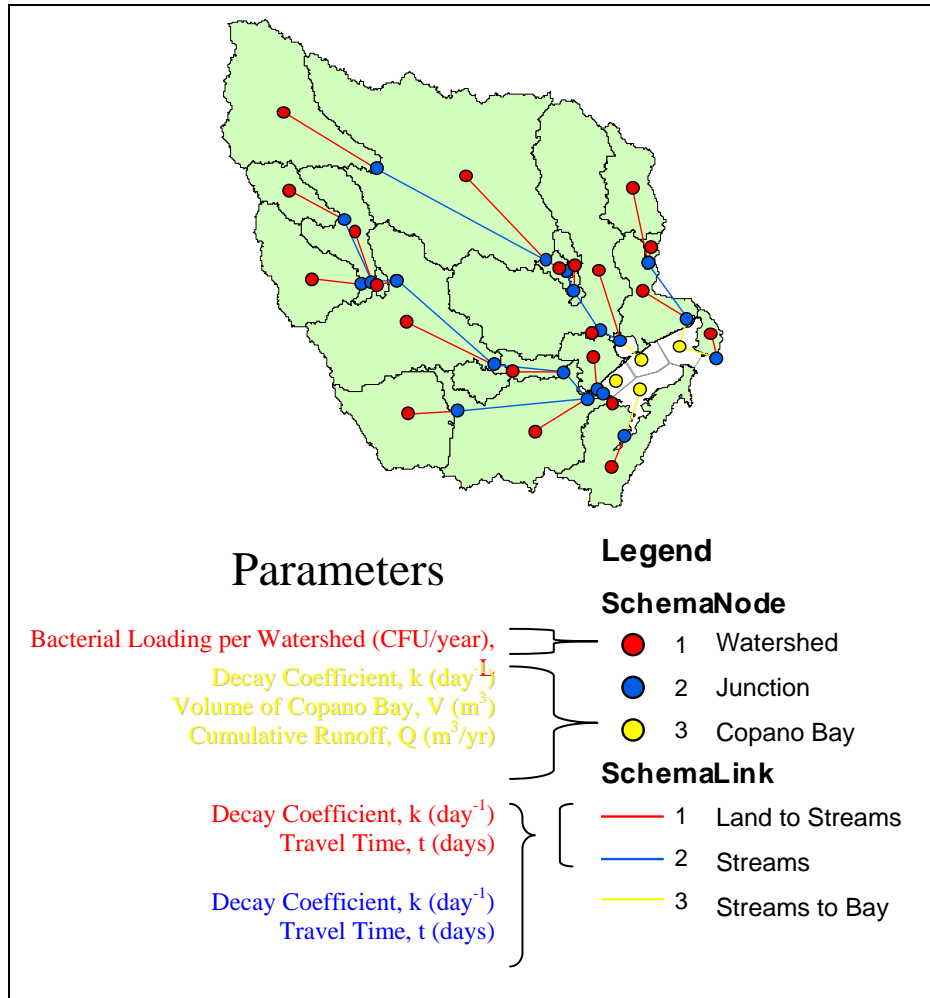 Parameters
Bacterial Loading per Watershed (CFU/year),
L
Decay Coefficient, k (day⁻¹)
Volume of Copano Bay, V (m³)
Cumulative Runoff, Q (m³/yr)
Decay Coefficient, k (day⁻¹)
Travel Time, t (days)
Decay Coefficient, k (day⁻¹)
Travel Time, t (days)
Legend
SchemaNode
1 Watershed
2 Junction
3 Copano Bay
SchemaLink
1 Land to Streams
2 Streams
3 Streams to Bay